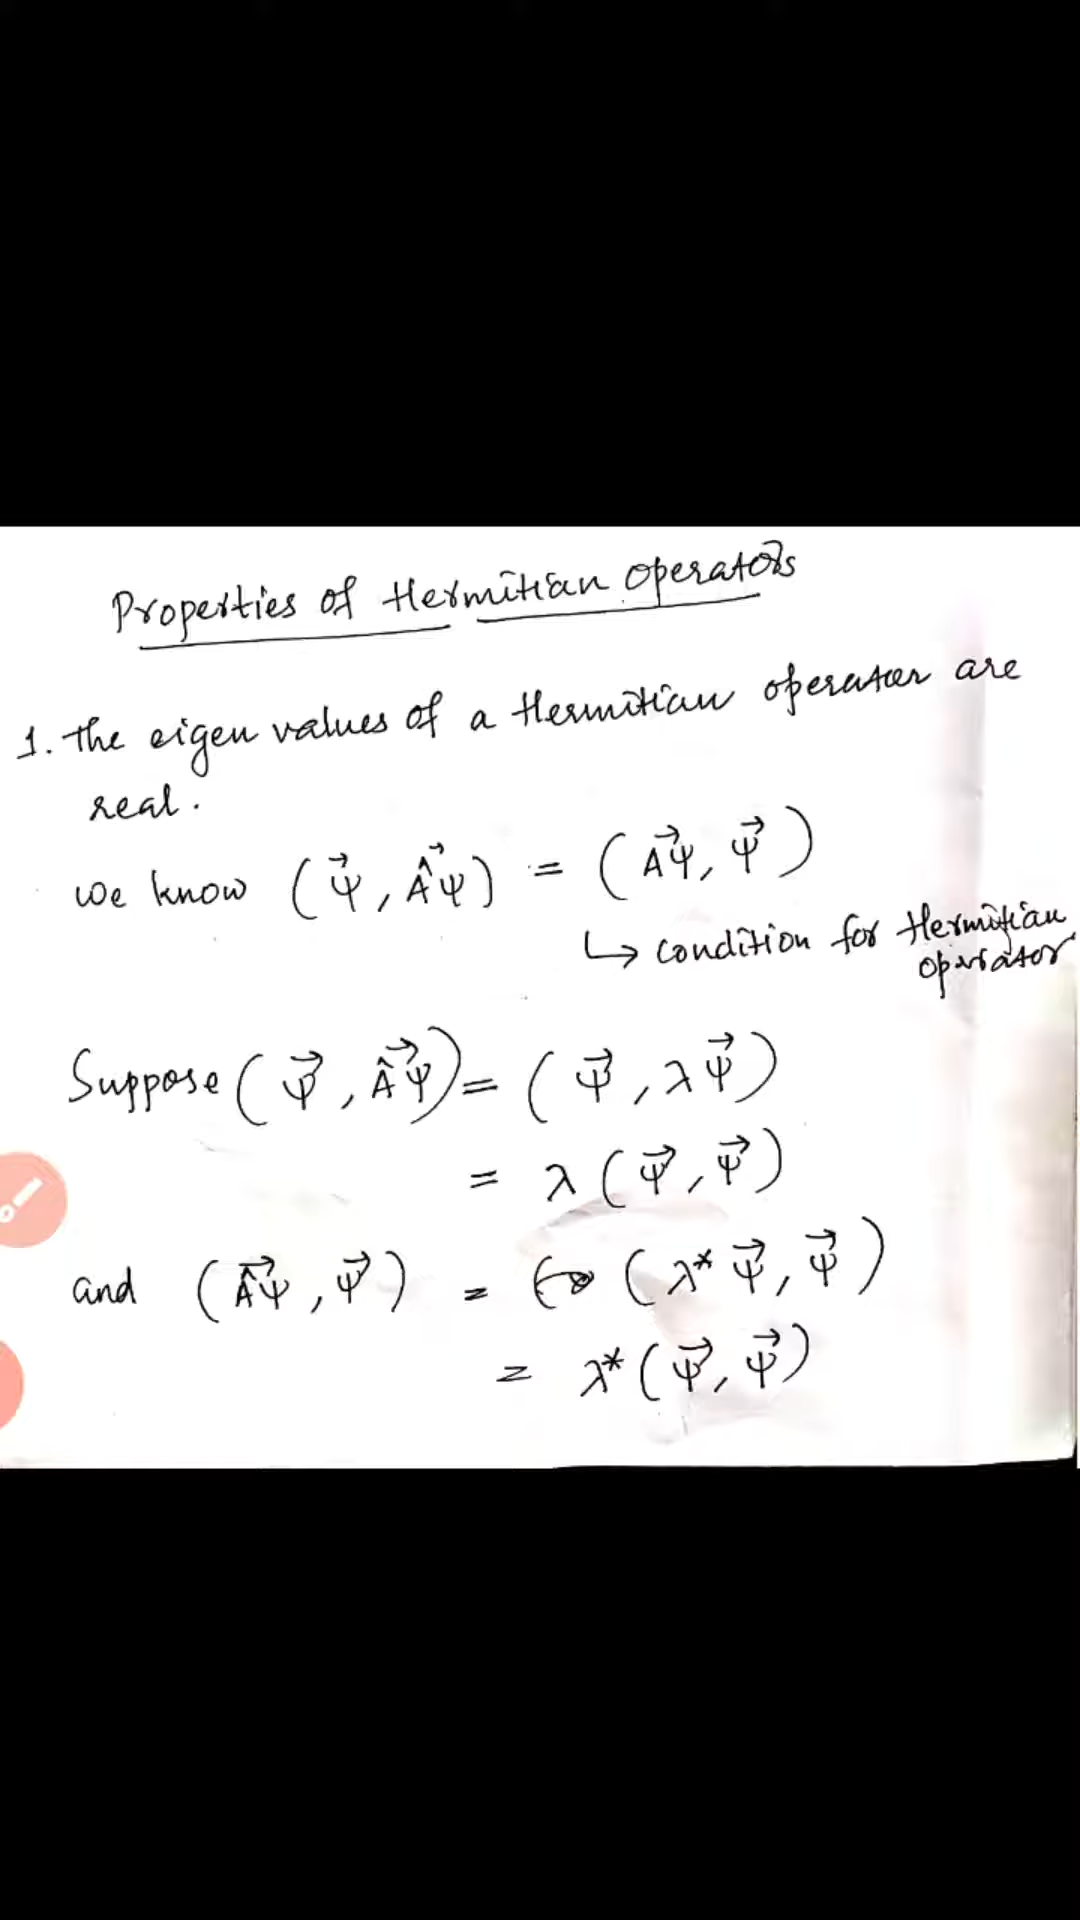 Properties of Hermitian Operators
1. The eigen values of a Hermitian operator are
real.
we know (ψ⃗, Âψ⃗) = (Aψ⃗, ψ⃗)
↳ condition for Hermitian
operator
Suppose (ψ⃗, Âψ⃗) = (ψ⃗, λψ⃗)
= λ(ψ⃗, ψ⃗)
and (Âψ⃗, ψ⃗) = (λ*ψ⃗, ψ⃗)
= λ*(ψ⃗, ψ⃗)